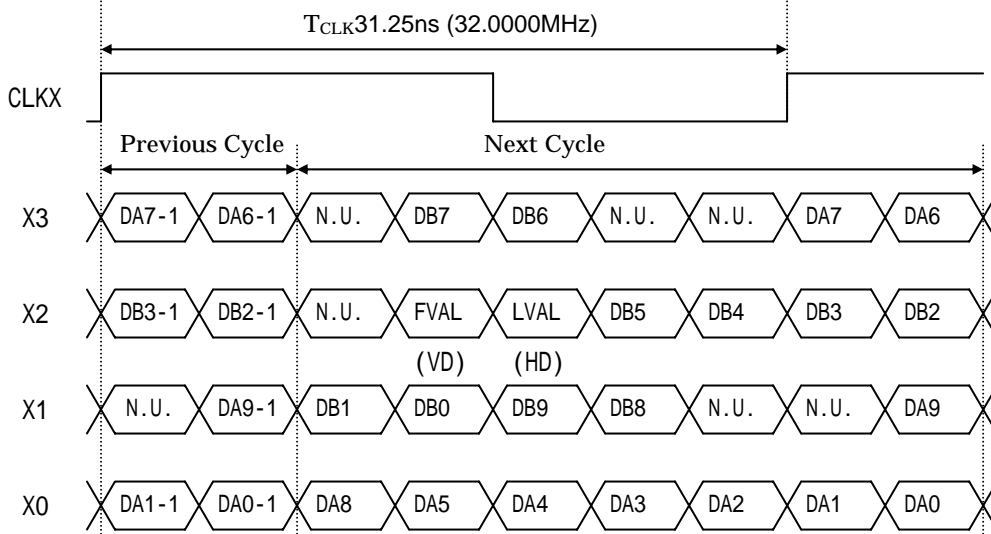 TCLK31.25ns (32.0000MHz)
CLKX
Previous Cycle Next Cycle
X3 DA7-1 DA6-1 N.U. DB7 DB6 N.U. N.U. DA7 DA6
X2 DB3-1 DB2-1 N.U. FVAL LVAL DB5 DB4 DB3 DB2
(VD) (HD)
X1 N.U. DA9-1 DB1 DB0 DB9 DB8 N.U. N.U. DA9
X0 DA1-1 DA0-1 DA8 DA5 DA4 DA3 DA2 DA1 DA0